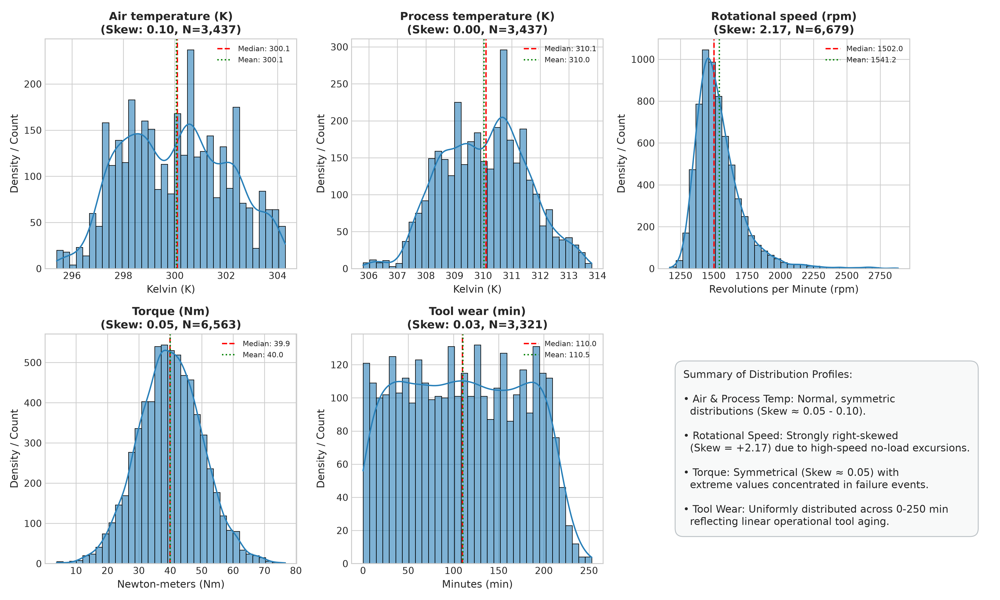 Air temperature (K)
(Skew: 0.10, N=3,437)
Median: 300.1
Mean: 300.1
Density / Count
0
50
100
150
200
296
298
300
302
304
Kelvin (K)
Process temperature (K)
(Skew: 0.00, N=3,437)
Median: 310.1
Mean: 310.0
Density / Count
0
50
100
150
200
250
300
306
307
308
309
310
311
312
313
314
Kelvin (K)
Rotational speed (rpm)
(Skew: 2.17, N=6,679)
Median: 1502.0
Mean: 1541.2
Density / Count
0
200
400
600
800
1000
1250
1500
1750
2000
2250
2500
2750
Revolutions per Minute (rpm)
Torque (Nm)
(Skew: 0.05, N=6,563)
Median: 39.9
Mean: 40.0
Density / Count
0
100
200
300
400
500
10
20
30
40
50
60
70
80
Newton-meters (Nm)
Tool wear (min)
(Skew: 0.03, N=3,321)
Median: 110.0
Mean: 110.5
Density / Count
0
20
40
60
80
100
120
0
50
100
150
200
250
Minutes (min)
Summary of Distribution Profiles:
• Air & Process Temp: Normal, symmetric
distributions (Skew ≈ 0.05 - 0.10).
• Rotational Speed: Strongly right-skewed
(Skew = +2.17) due to high-speed no-load excursions.
• Torque: Symmetrical (Skew ≈ 0.05) with
extreme values concentrated in failure events.
• Tool Wear: Uniformly distributed across 0-250 min
reflecting linear operational tool aging.